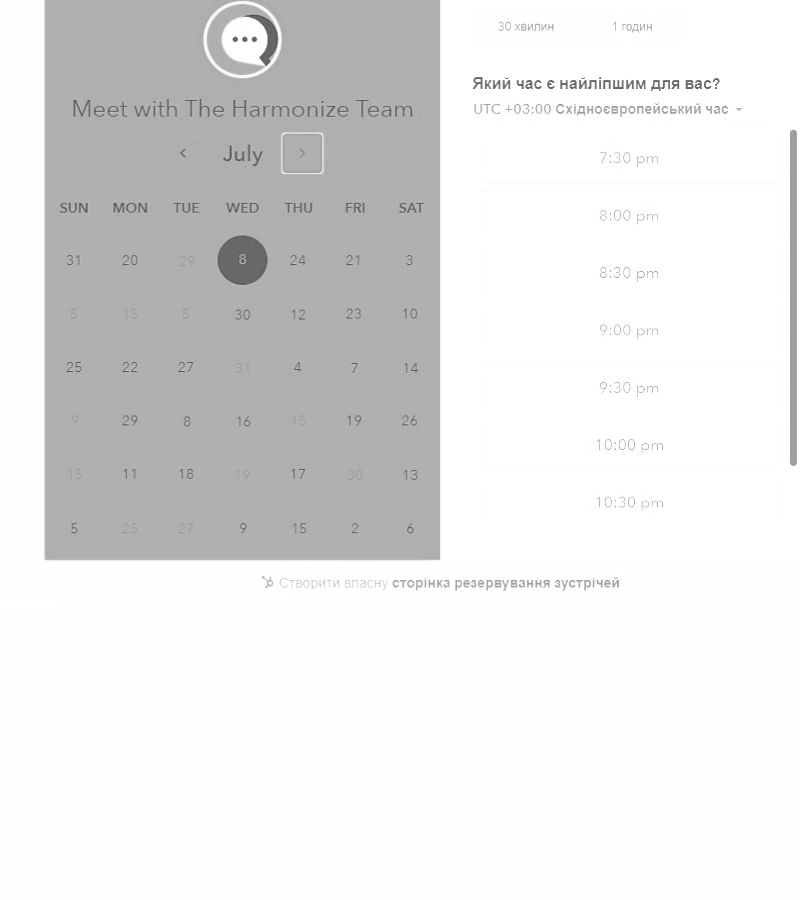 30 хвилин 1 годин
Який час є найліпшим для вас?
UTC +03:00 Східноєвропейський час
Meet with The Harmonize Team
July
SUN MON TUE WED THU FRI SAT
31 20 29 8 24 21 3
5 15 5 30 12 23 10
25 22 27 31 4 7 14
9 29 8 16 15 19 26
15 11 18 19 17 30 13
5 25 27 9 15 2 6
7:30 pm
8:00 pm
8:30 pm
9:00 pm
9:30 pm
10:00 pm
10:30 pm
Створити власну сторінка резервування зустрічей